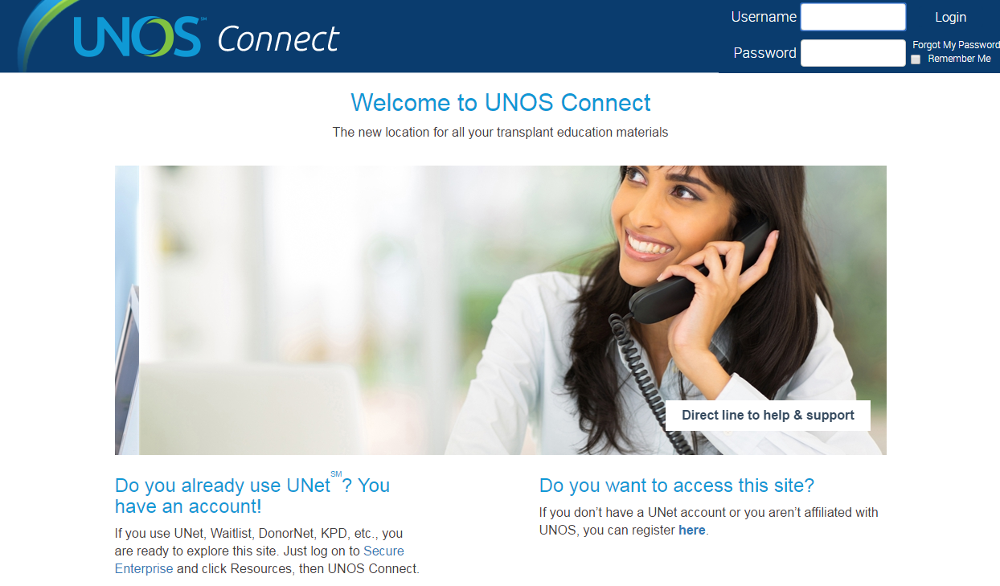 UNOS℠ Connect
Username
Login
Password
Forgot My Password
Remember Me
Welcome to UNOS Connect
The new location for all your transplant education materials
Direct line to help & support
Do you already use UNet℠? You
have an account!
If you use UNet, Waitlist, DonorNet, KPD, etc., you
are ready to explore this site. Just log on to Secure
Enterprise and click Resources, then UNOS Connect.
Do you want to access this site?
If you don’t have a UNet account or you aren’t affiliated with
UNOS, you can register here.